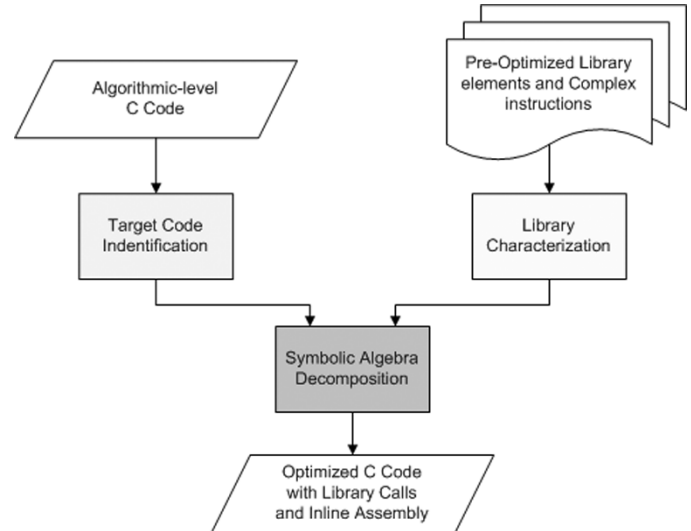 Algorithmic-level
C Code
Pre-Optimized Library
elements and Complex
instructions
Target Code
Indentification
Library
Characterization
Symbolic Algebra
Decomposition
Optimized C Code
with Library Calls
and Inline Assembly